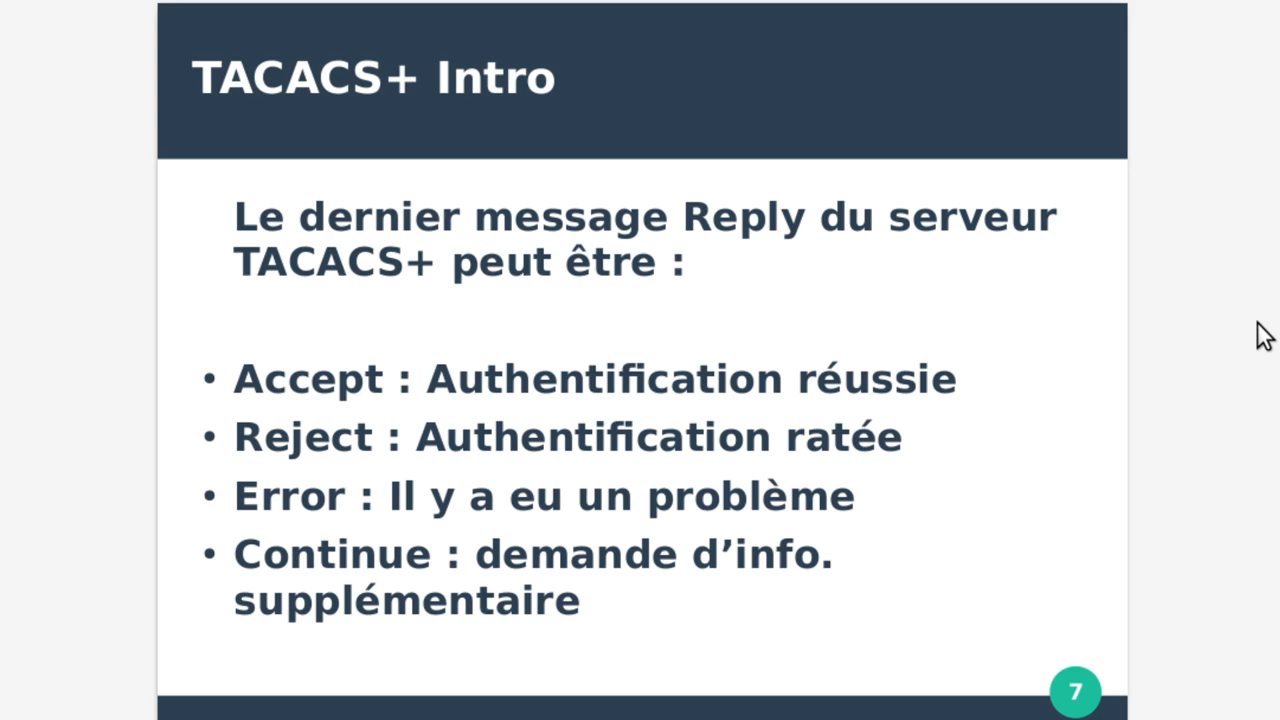 TACACS+ Intro
Le dernier message Reply du serveur
TACACS+ peut être :
• Accept : Authentification réussie
• Reject : Authentification ratée
• Error : Il y a eu un problème
• Continue : demande d’info.
supplémentaire
7